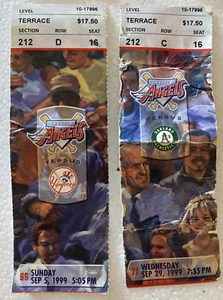 LEVEL 10-17996
TERRACE $17.50
SECTION ROW SEAT
212 D 16
ANGELS
VERSUS
SUNDAY
SEP 5, 1999 5:05 PM
LEVEL 10-17996
TERRACE $17.50
SECTION ROW SEAT
212 C 16
ANGELS
VERSUS
A's
WEDNESDAY
SEP 29, 1999 7:35 PM